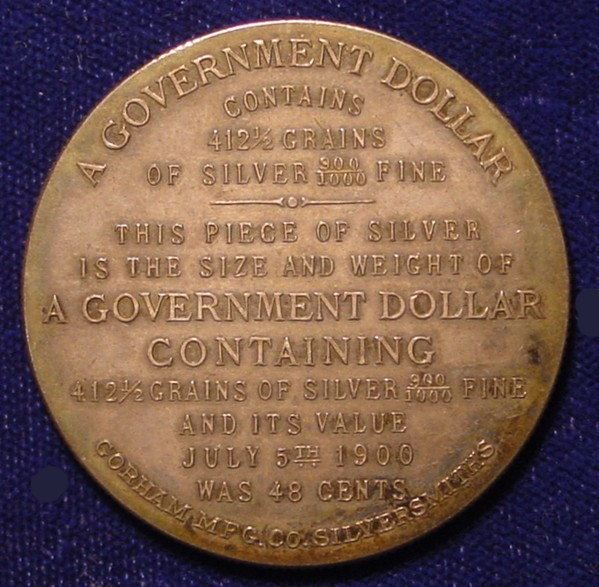 A GOVERNMENT DOLLAR
CONTAINS
412½ GRAINS
OF SILVER 900/1000 FINE
THIS PIECE OF SILVER
IS THE SIZE AND WEIGHT OF
A GOVERNMENT DOLLAR
CONTAINING
412½ GRAINS OF SILVER 900/1000 FINE
AND ITS VALUE
JULY 5TH 1900
WAS 48 CENTS
GORHAM MFG. CO. SILVERSMITHS